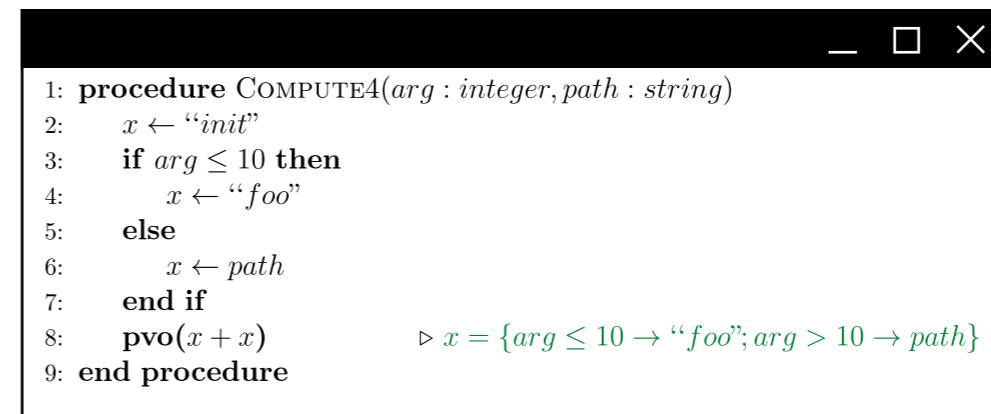 1: procedure COMPUTE4(arg : integer, path : string)
2: x ← “init”
3: if arg ≤ 10 then
4: x ← “foo”
5: else
6: x ← path
7: end if
8: pvo(x + x) ▷ x = {arg ≤ 10 → “foo”; arg > 10 → path}
9: end procedure